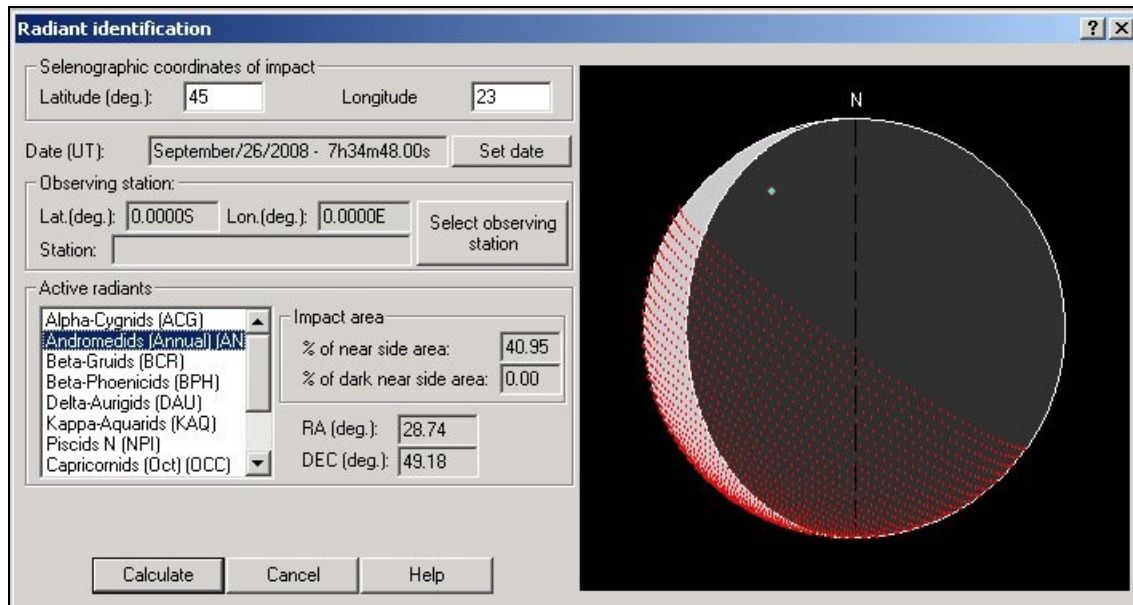 Radiant identification
Selenographic coordinates of impact
Latitude (deg.): 45 Longitude 23
Date (UT): September/26/2008 - 7h34m48.00s Set date
Observing station:
Lat.(deg.): 0.0000S Lon.(deg.): 0.0000E Select observing station
Station:
Active radiants
Alpha-Cygnids (ACG)
Andromedids (Annual) (AN
Beta-Gruids (BCR)
Beta-Phoenicids (BPH)
Delta-Aurigids (DAU)
Kappa-Aquarids (KAQ)
Piscids N (NPI)
Capricornids (Oct) (OCC)
Impact area
% of near side area: 40.95
% of dark near side area: 0.00
RA (deg.): 28.74
DEC (deg.): 49.18
Calculate Cancel Help
N